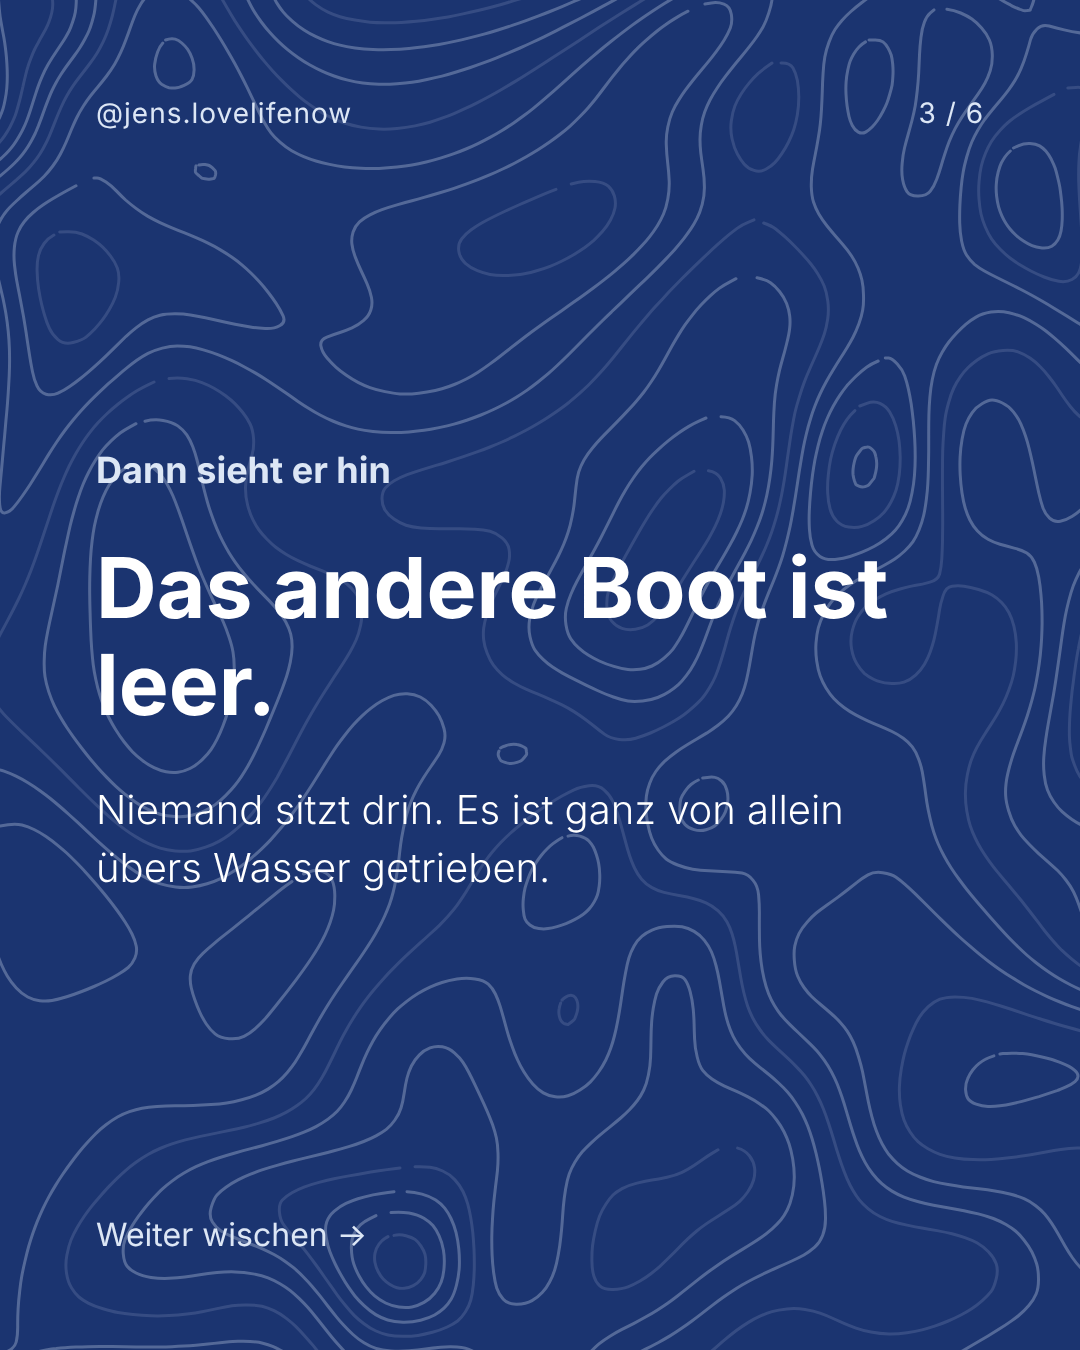 @jens.lovelifenow
3 / 6
Dann sieht er hin
Das andere Boot ist
leer.
Niemand sitzt drin. Es ist ganz von allein
übers Wasser getrieben.
Weiter wischen →